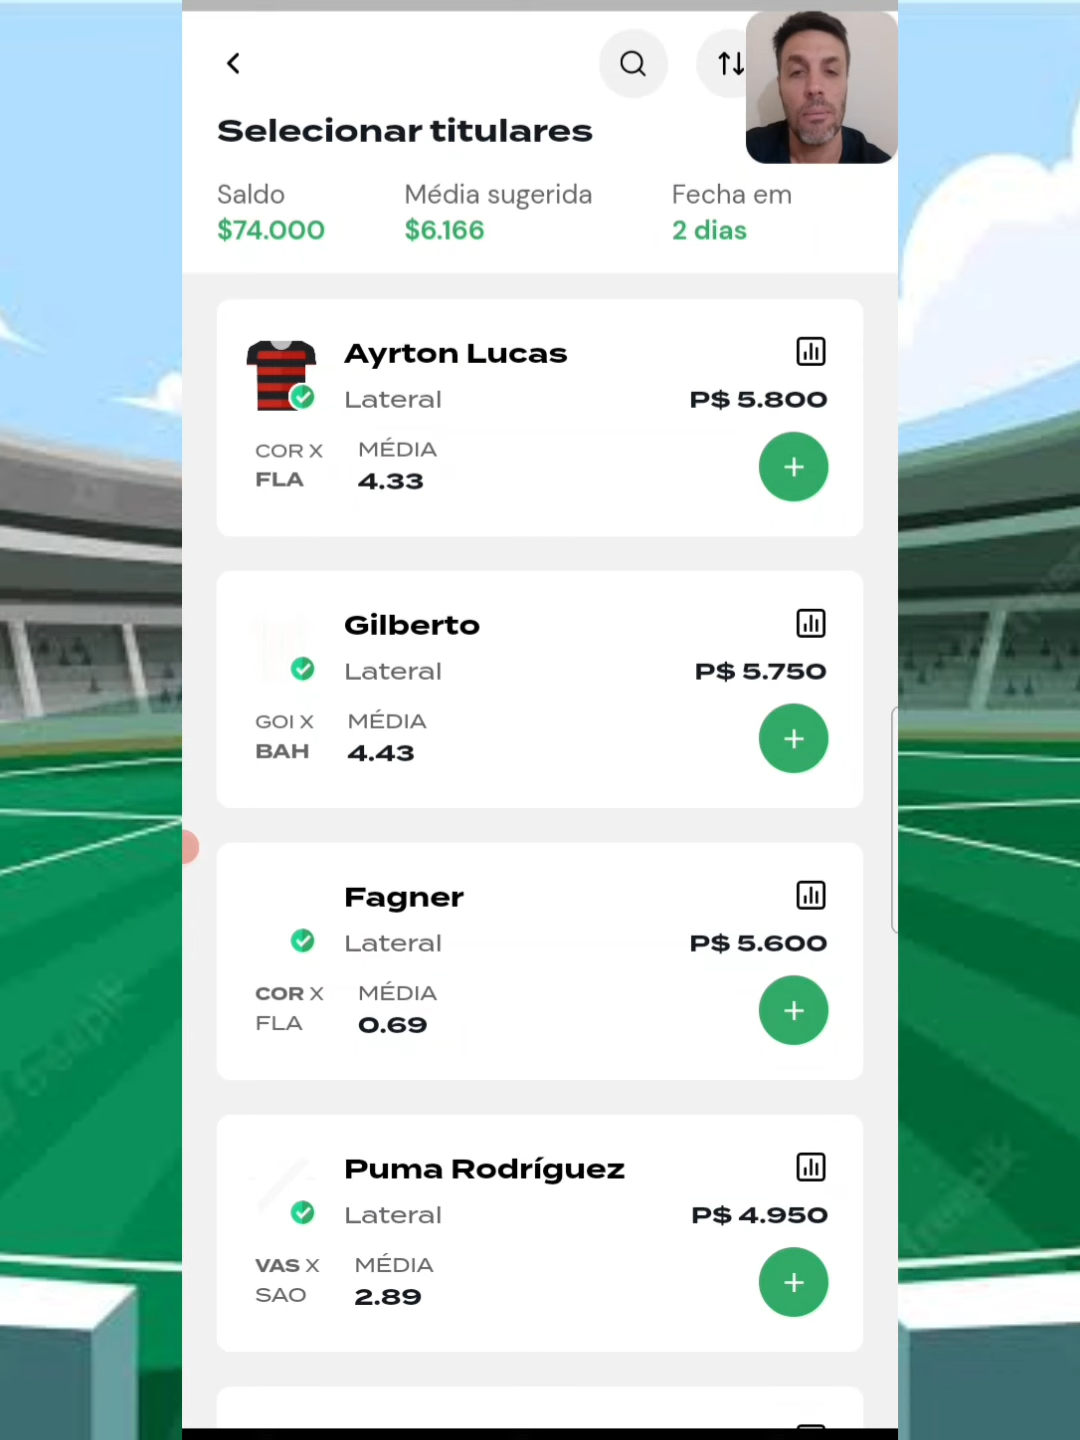 Selecionar titulares
Saldo
Média sugerida
Fecha em
$74.000
$6.166
2 dias
Ayrton Lucas
Lateral
P$ 5.800
COR X
FLA
MÉDIA
4.33
Gilberto
Lateral
P$ 5.750
GOI X
BAH
MÉDIA
4.43
Fagner
Lateral
P$ 5.600
COR X
FLA
MÉDIA
0.69
Puma Rodríguez
Lateral
P$ 4.950
VAS X
SAO
MÉDIA
2.89
freepik